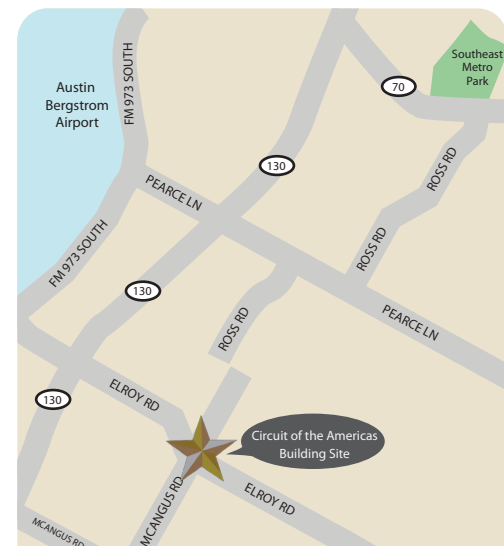 Southeast
Metro
Park
FM 973 SOUTH
70
Austin
Bergstrom
Airport
130
ROSS RD
PEARCE LN
ROSS RD
FM 973 SOUTH
130
ROSS RD
PEARCE LN
ELROY RD
130
Circuit of the Americas
Building Site
MCANGUS RD
ELROY RD
MCANGUS RD